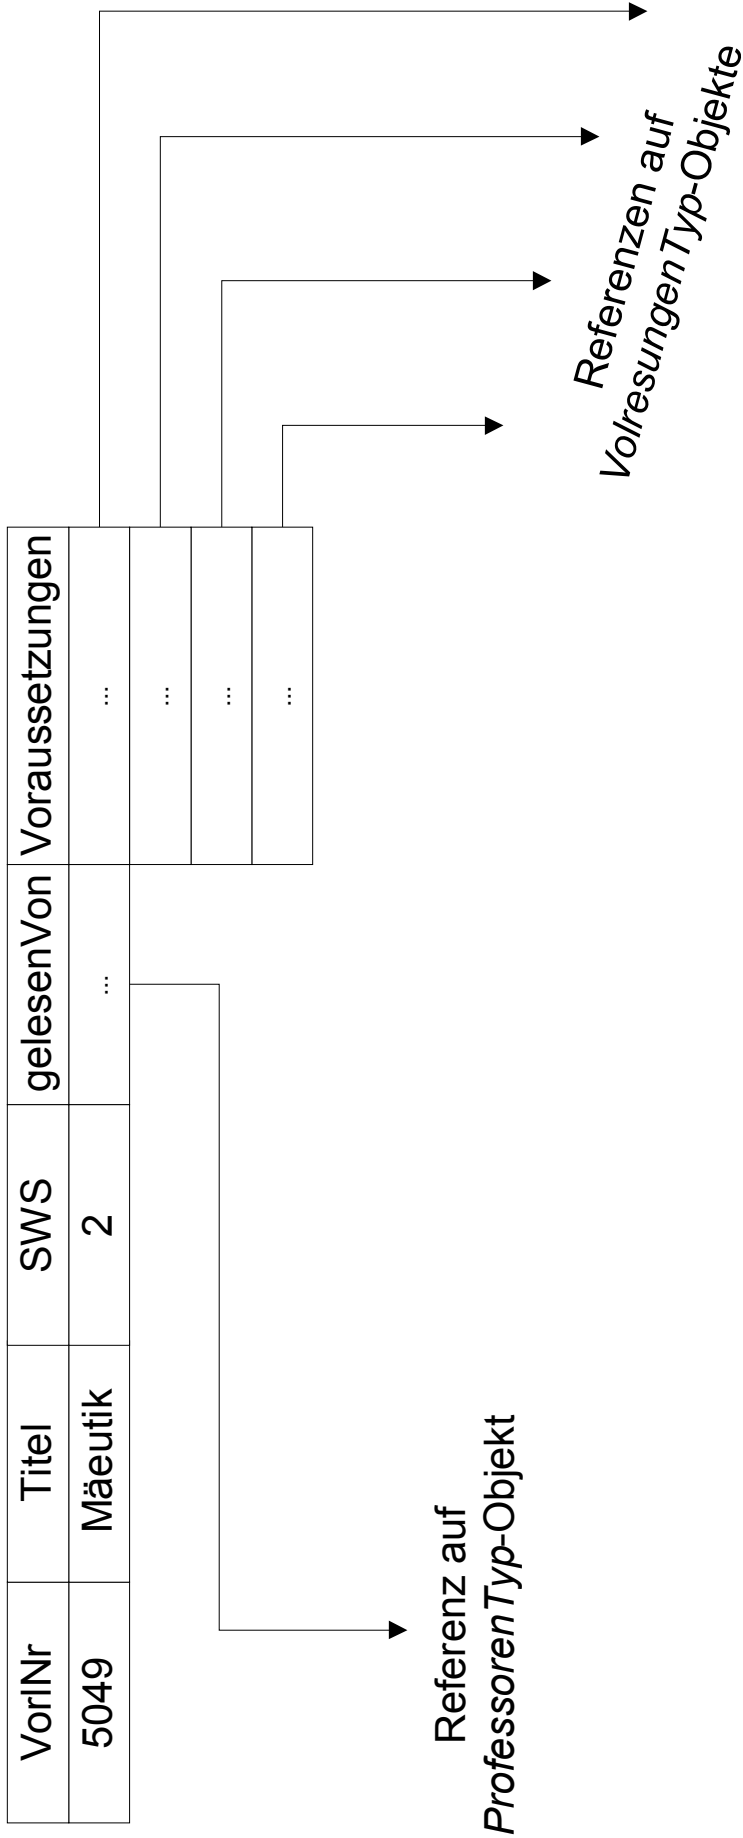 VorlNr Titel SWS gelesenVon Voraussetzungen
5049 Mäeutik 2 ... ...
...
...
...
Referenz auf
ProfessorenTyp-Objekt
Referenzen auf
VolresungenTyp-Objekte